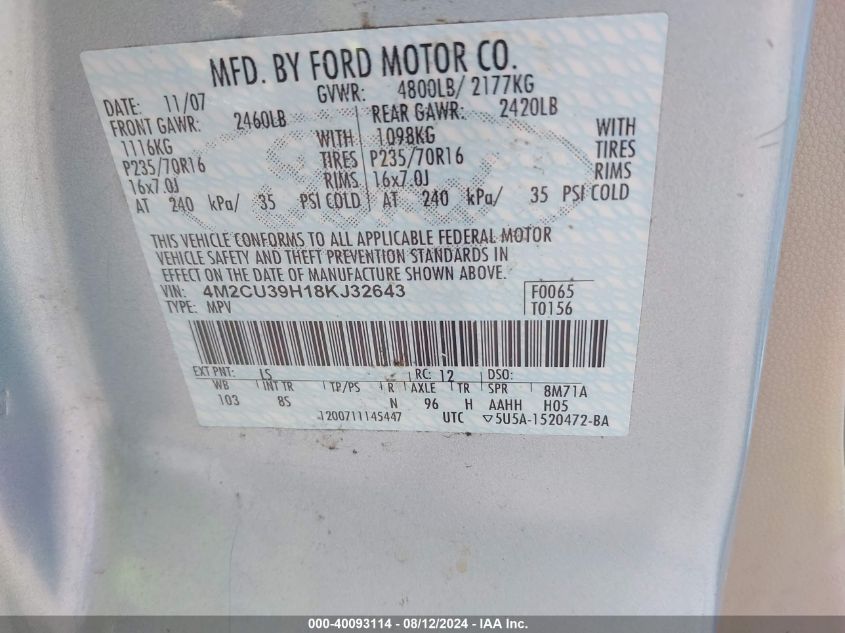 MFD. BY FORD MOTOR CO.
DATE: 11/07 GVWR: 4800LB/ 2177KG
FRONT GAWR: 2460LB REAR GAWR: 2420LB
1116KG WITH 1098KG WITH
P235/70R16 TIRES P235/70R16 TIRES
16x7.0J RIMS 16x7.0J RIMS
AT 240 kPa/ 35 PSI COLD AT 240 kPa/ 35 PSI COLD
THIS VEHICLE CONFORMS TO ALL APPLICABLE FEDERAL MOTOR
VEHICLE SAFETY AND THEFT PREVENTION STANDARDS IN
EFFECT ON THE DATE OF MANUFACTURE SHOWN ABOVE.
VIN: 4M2CU39H18KJ32643 F0065
TYPE: MPV T0156
EXT PNT: LS RC: 12 DSO:
WB INT TR TP/PS R AXLE TR SPR 8M71A
103 8S N 96 H AAHH H05
1200711145447 UTC ▽5U5A-1520472-BA
000-40093114 - 08/12/2024 - IAA Inc.